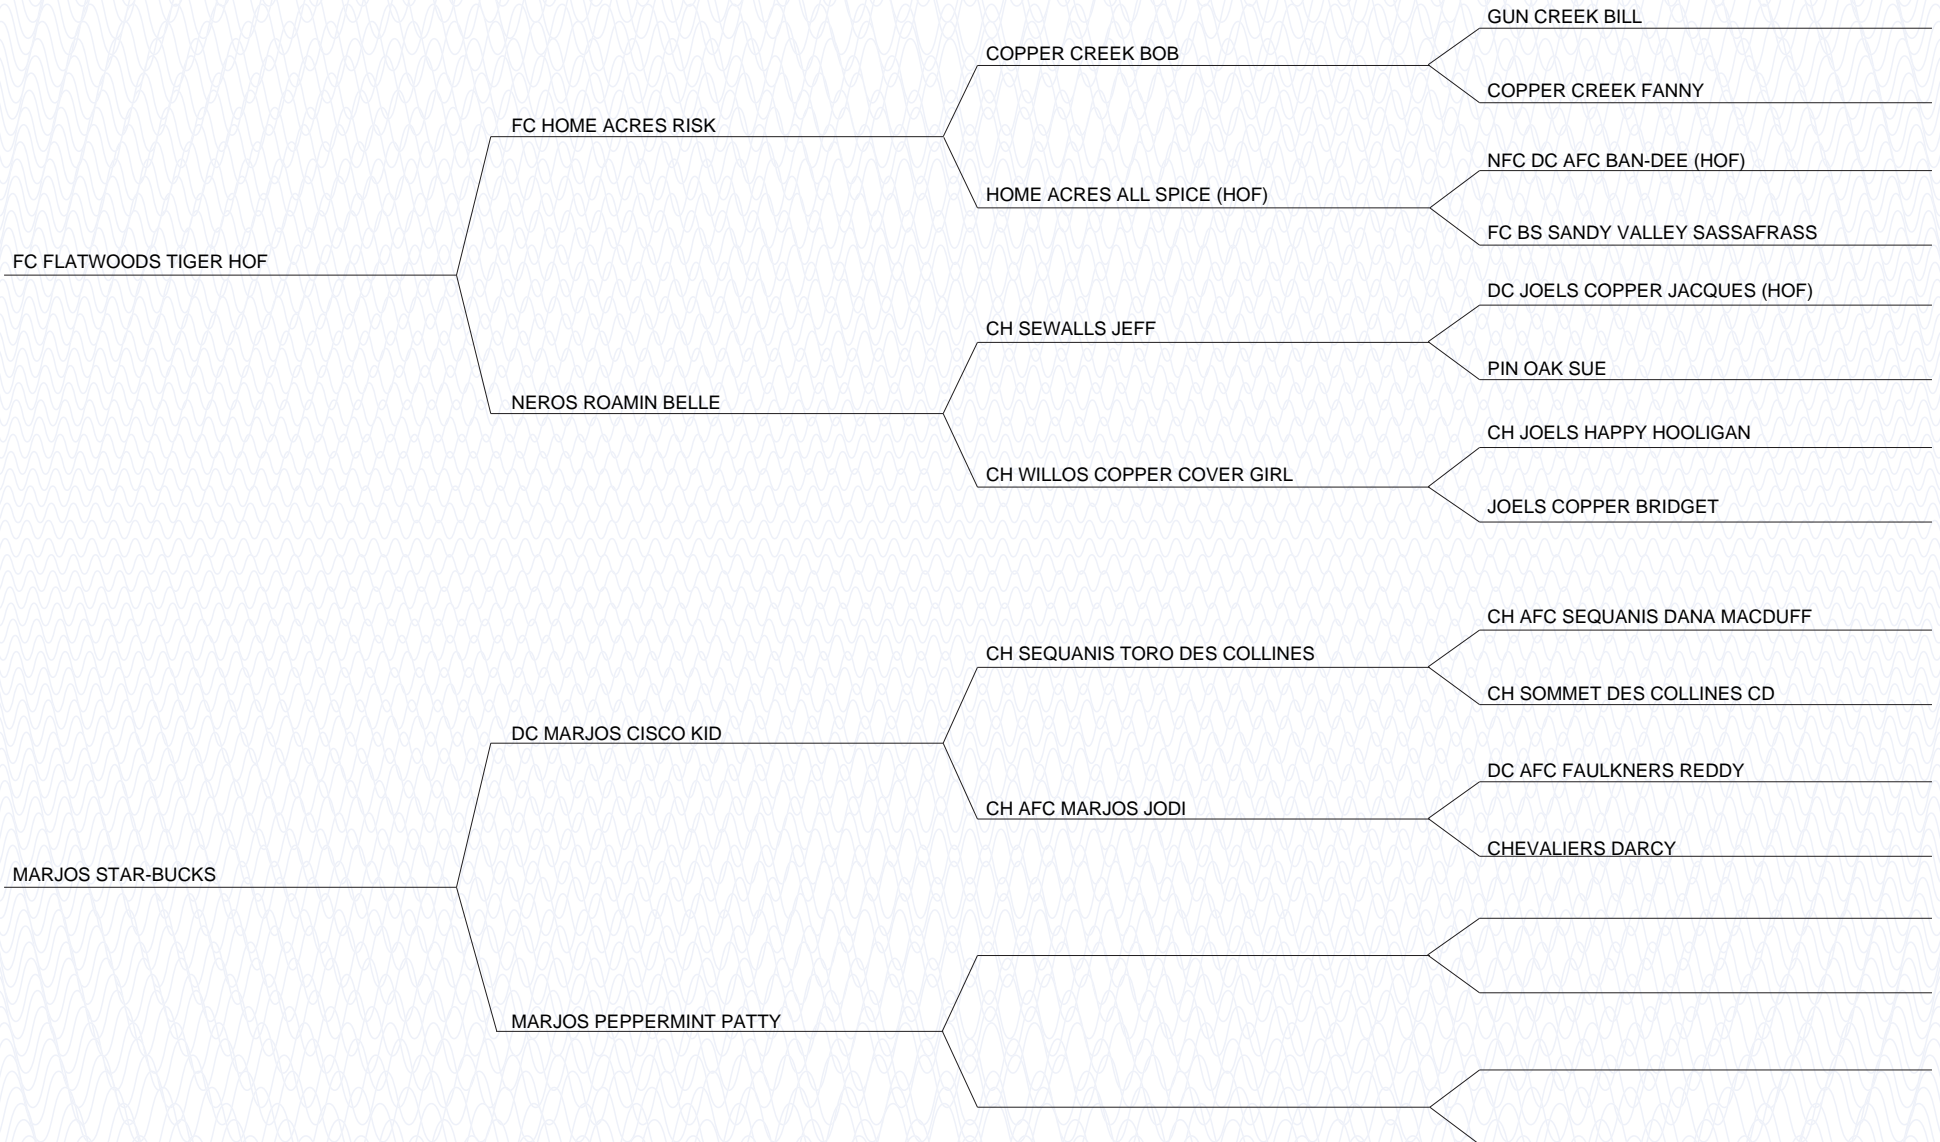 GUN CREEK BILL
COPPER CREEK BOB
COPPER CREEK FANNY
FC HOME ACRES RISK
NFC DC AFC BAN-DEE (HOF)
HOME ACRES ALL SPICE (HOF)
FC BS SANDY VALLEY SASSAFRASS
FC FLATWOODS TIGER HOF
DC JOELS COPPER JACQUES (HOF)
CH SEWALLS JEFF
PIN OAK SUE
NEROS ROAMIN BELLE
CH JOELS HAPPY HOOLIGAN
CH WILLOS COPPER COVER GIRL
JOELS COPPER BRIDGET
CH AFC SEQUANIS DANA MACDUFF
CH SEQUANIS TORO DES COLLINES
CH SOMMET DES COLLINES CD
DC MARJOS CISCO KID
DC AFC FAULKNERS REDDY
CH AFC MARJOS JODI
CHEVALIERS DARCY
MARJOS STAR-BUCKS
MARJOS PEPPERMINT PATTY